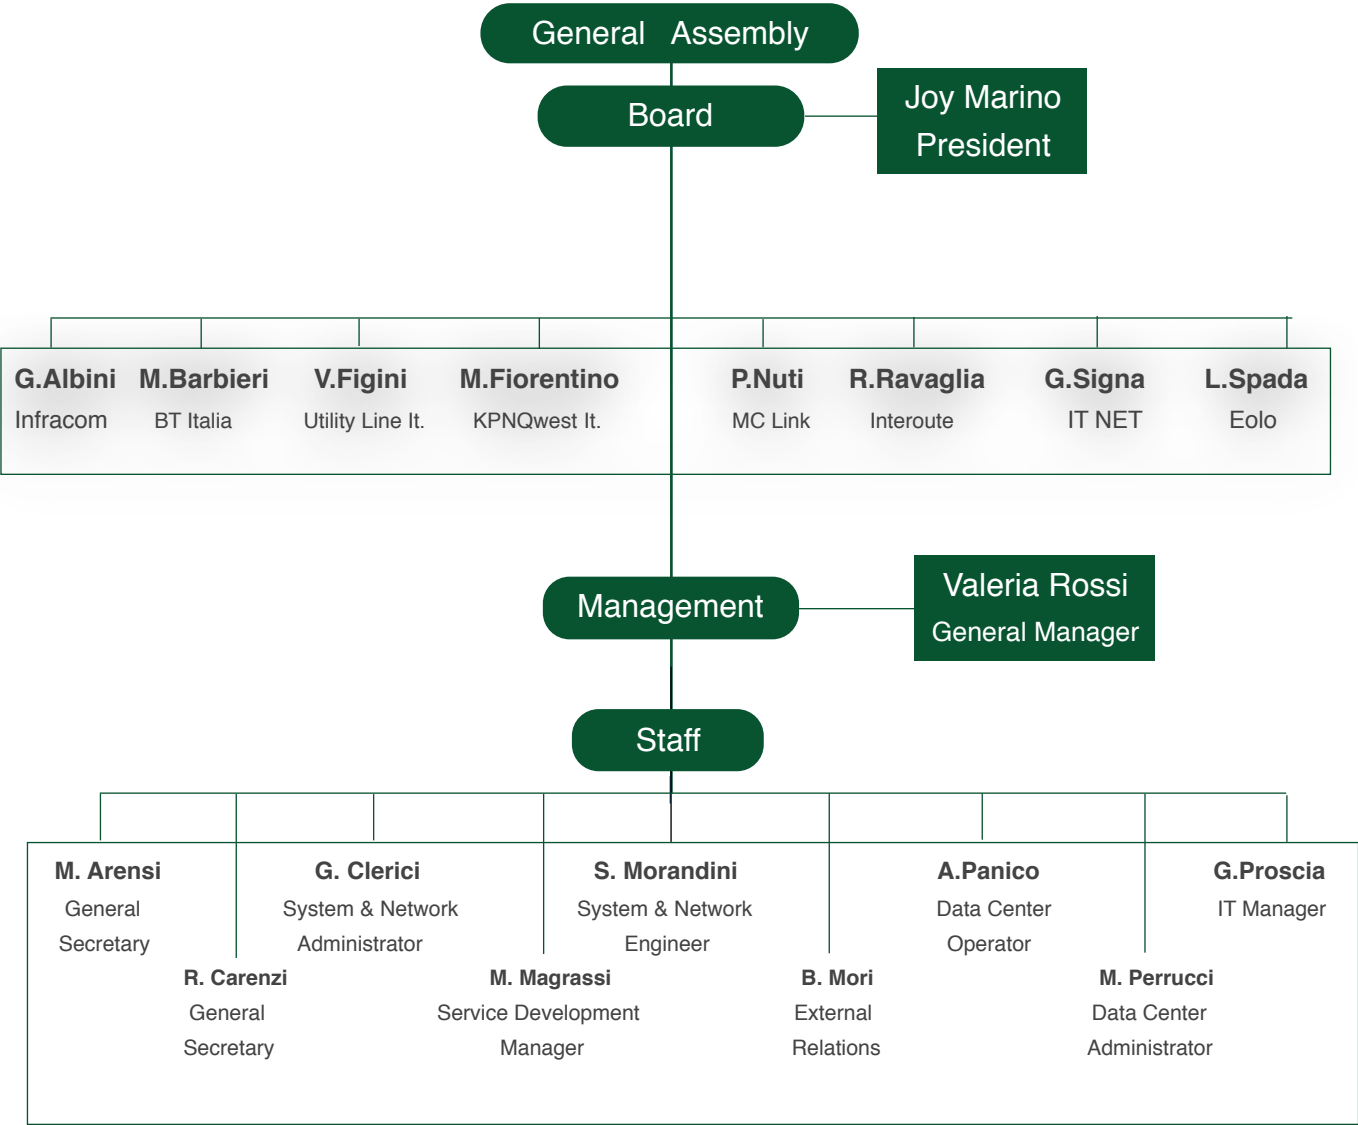 General Assembly
Board
Joy Marino
President
G.Albini M.Barbieri V.Figini M.Fiorentino P.Nuti R.Ravaglia G.Signa L.Spada
Infracom BT Italia Utility Line It. KPNQwest It. MC Link Interoute IT NET Eolo
Management
Valeria Rossi
General Manager
Staff
M. Arensi G. Clerici S. Morandini A.Panico G.Proscia
General System & Network System & Network Data Center IT Manager
Secretary Administrator Engineer Operator
R. Carenzi M. Magrassi B. Mori M. Perrucci
General Service Development External Data Center
Secretary Manager Relations Administrator